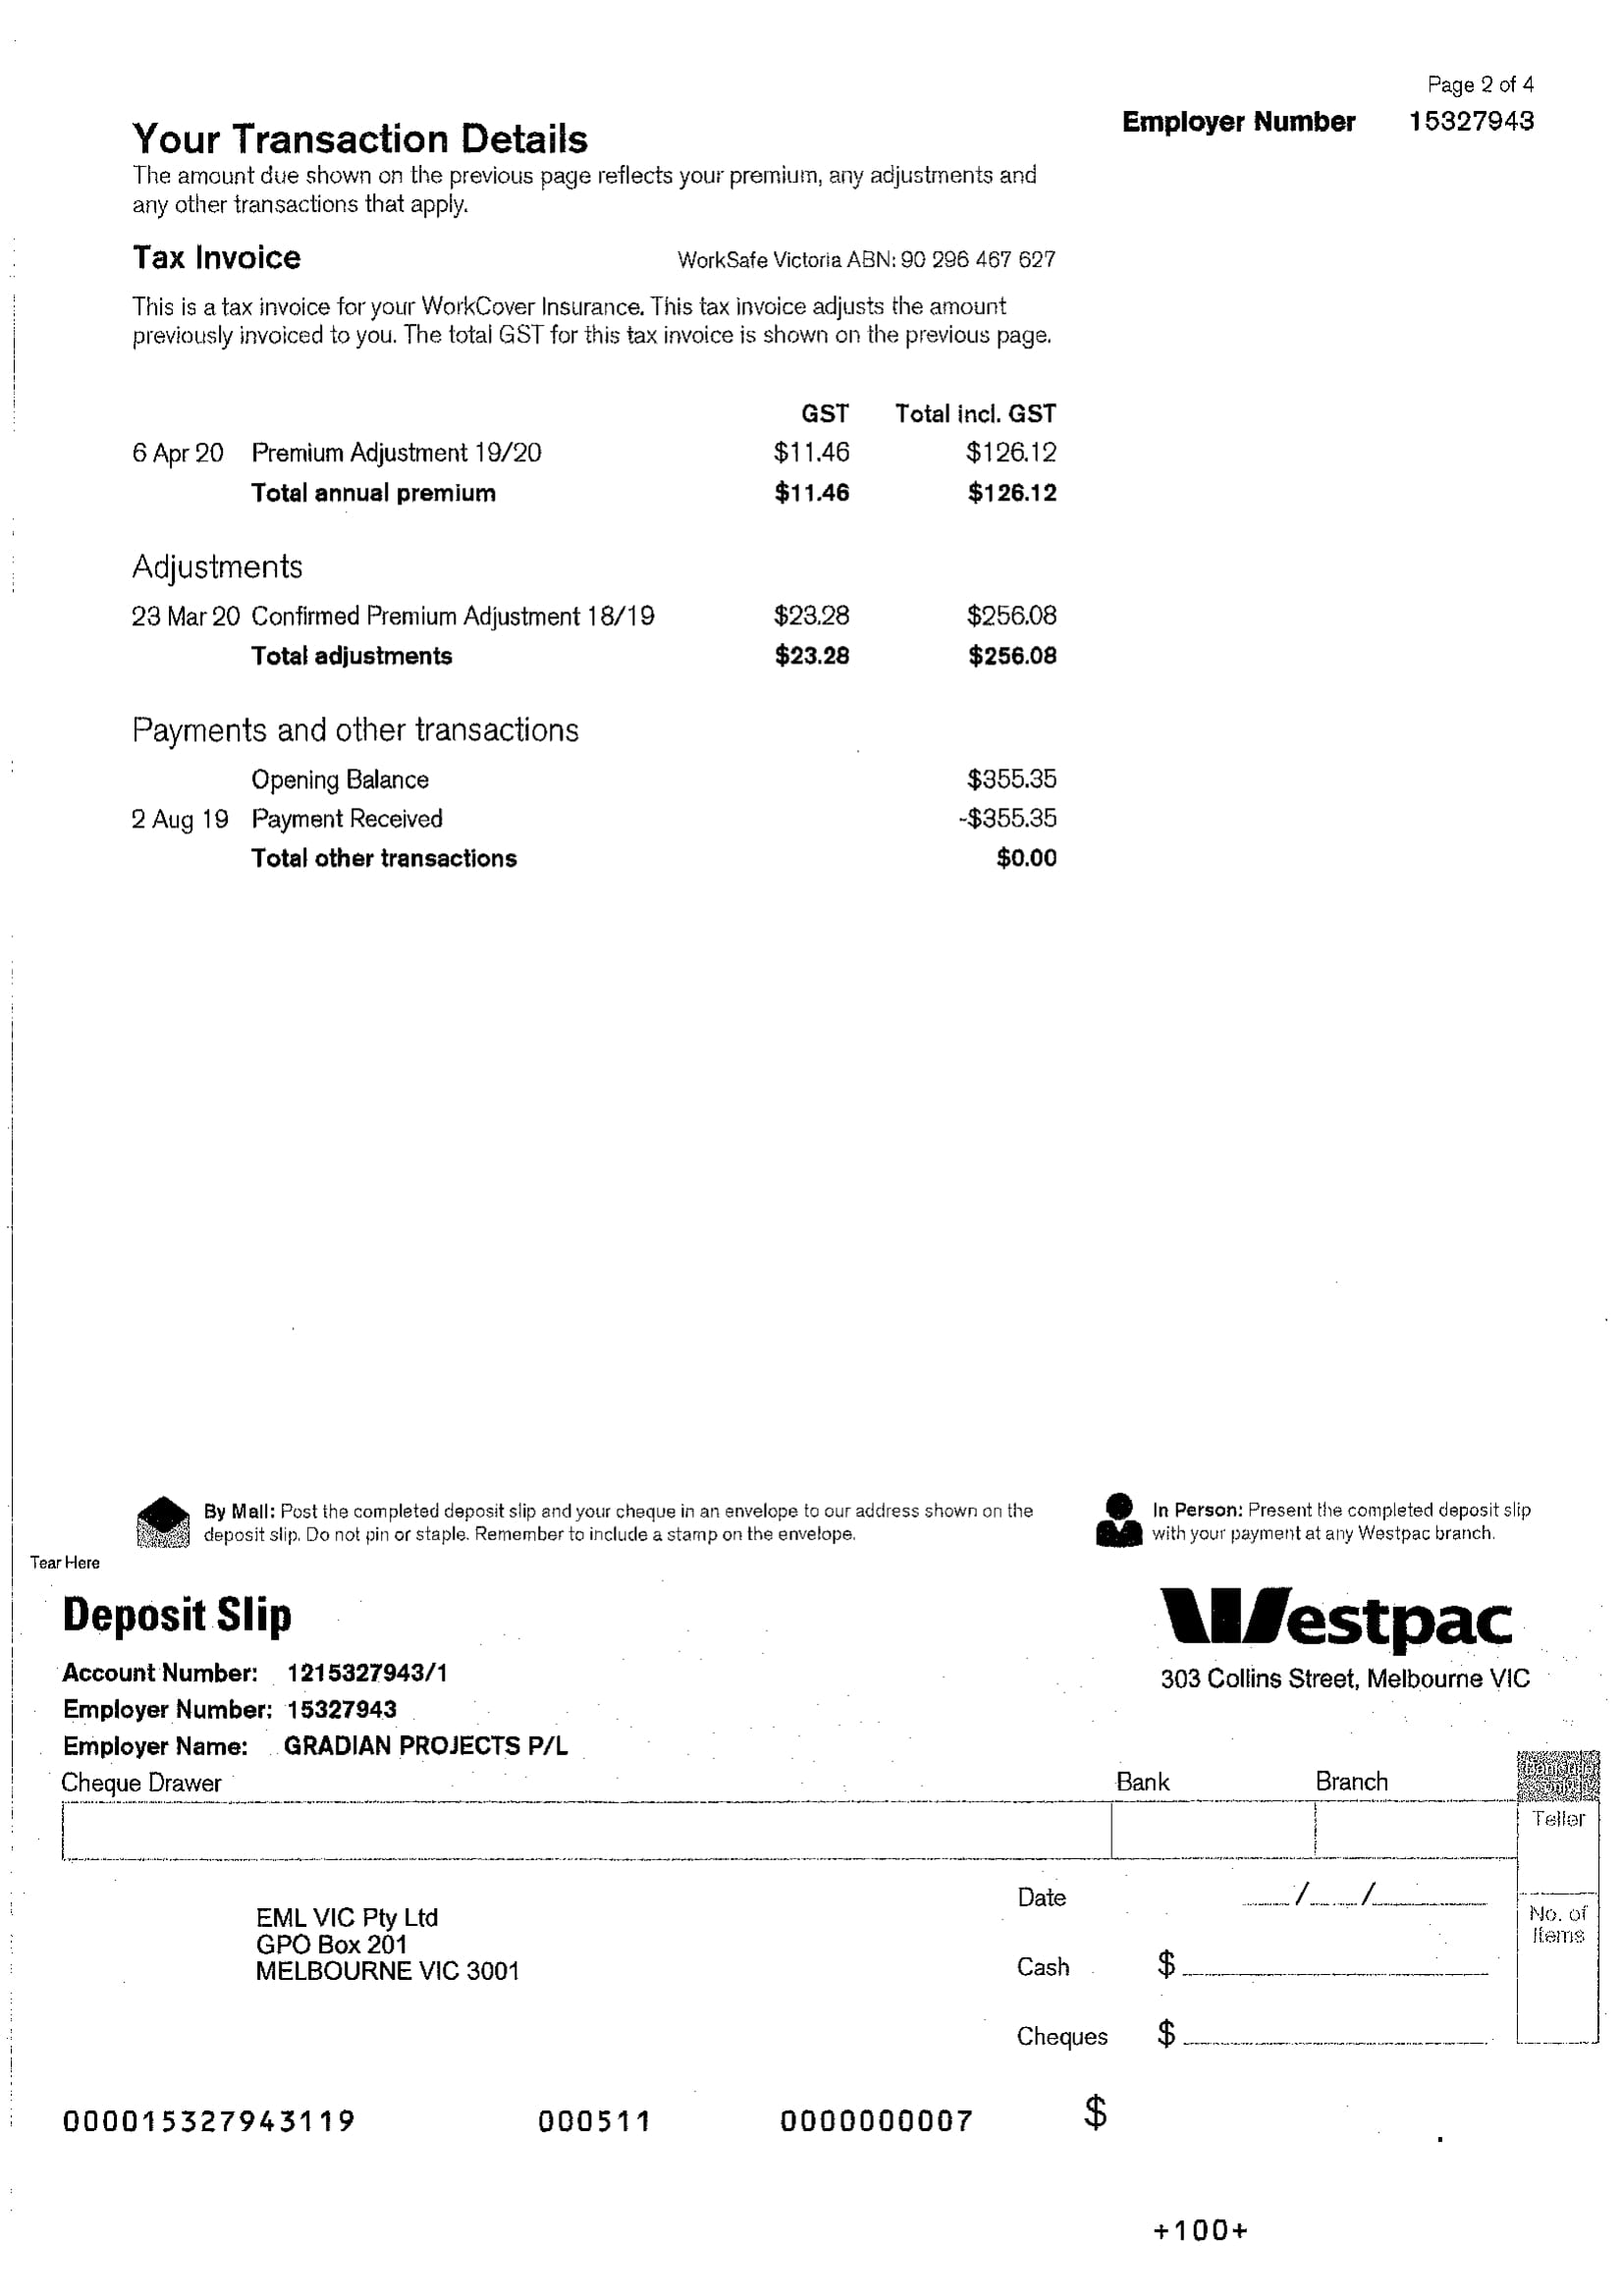 Page 2 of 4
Employer Number 15327943
Your Transaction Details
The amount due shown on the previous page reflects your premium, any adjustments and
any other transactions that apply.
Tax Invoice WorkSafe Victoria ABN: 90 296 467 627
This is a tax invoice for your WorkCover Insurance. This tax invoice adjusts the amount
previously invoiced to you. The total GST for this tax invoice is shown on the previous page.
GST Total incl. GST
6 Apr 20 Premium Adjustment 19/20 $11.46 $126.12
Total annual premium $11.46 $126.12
Adjustments
23 Mar 20 Confirmed Premium Adjustment 18/19 $23.28 $256.08
Total adjustments $23.28 $256.08
Payments and other transactions
Opening Balance $355.35
2 Aug 19 Payment Received -$355.35
Total other transactions $0.00
By Mail: Post the completed deposit slip and your cheque in an envelope to our address shown on the
deposit slip. Do not pin or staple. Remember to include a stamp on the envelope.
In Person: Present the completed deposit slip
with your payment at any Westpac branch.
Tear Here
Deposit Slip
Westpac
Account Number: 1215327943/1
303 Collins Street, Melbourne VIC
Employer Number: 15327943
Employer Name: GRADIAN PROJECTS P/L
Cheque Drawer Bank Branch
Teller
Date / /
EML VIC Pty Ltd
GPO Box 201
MELBOURNE VIC 3001
No. of
Items
Cash $
Cheques $
000015327943119 000511 0000000007 $ .
+100+